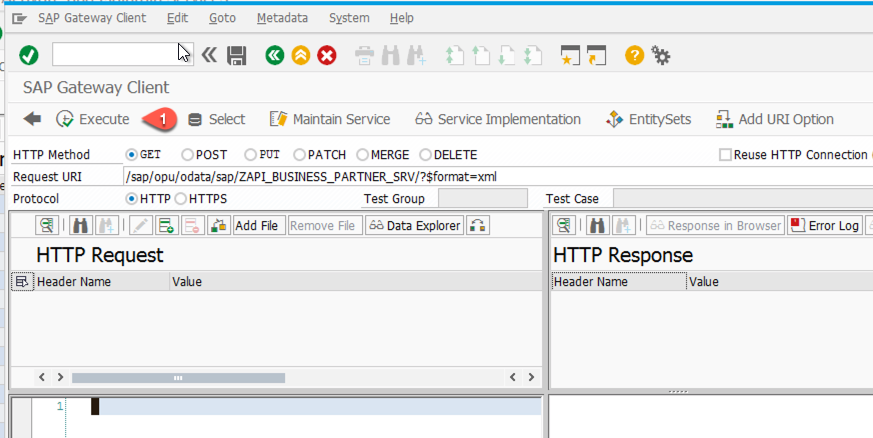 SAP Gateway Client Edit Goto Metadata System Help
SAP Gateway Client
Execute 1 Select Maintain Service Service Implementation EntitySets Add URI Option
HTTP Method GET POST PUT PATCH MERGE DELETE Reuse HTTP Connection
Request URI /sap/opu/odata/sap/ZAPI_BUSINESS_PARTNER_SRV/?$format=xml
Protocol HTTP HTTPS Test Group Test Case
Add File Remove File Data Explorer Response in Browser Error Log
HTTP Request HTTP Response
Header Name Value Header Name Value
1